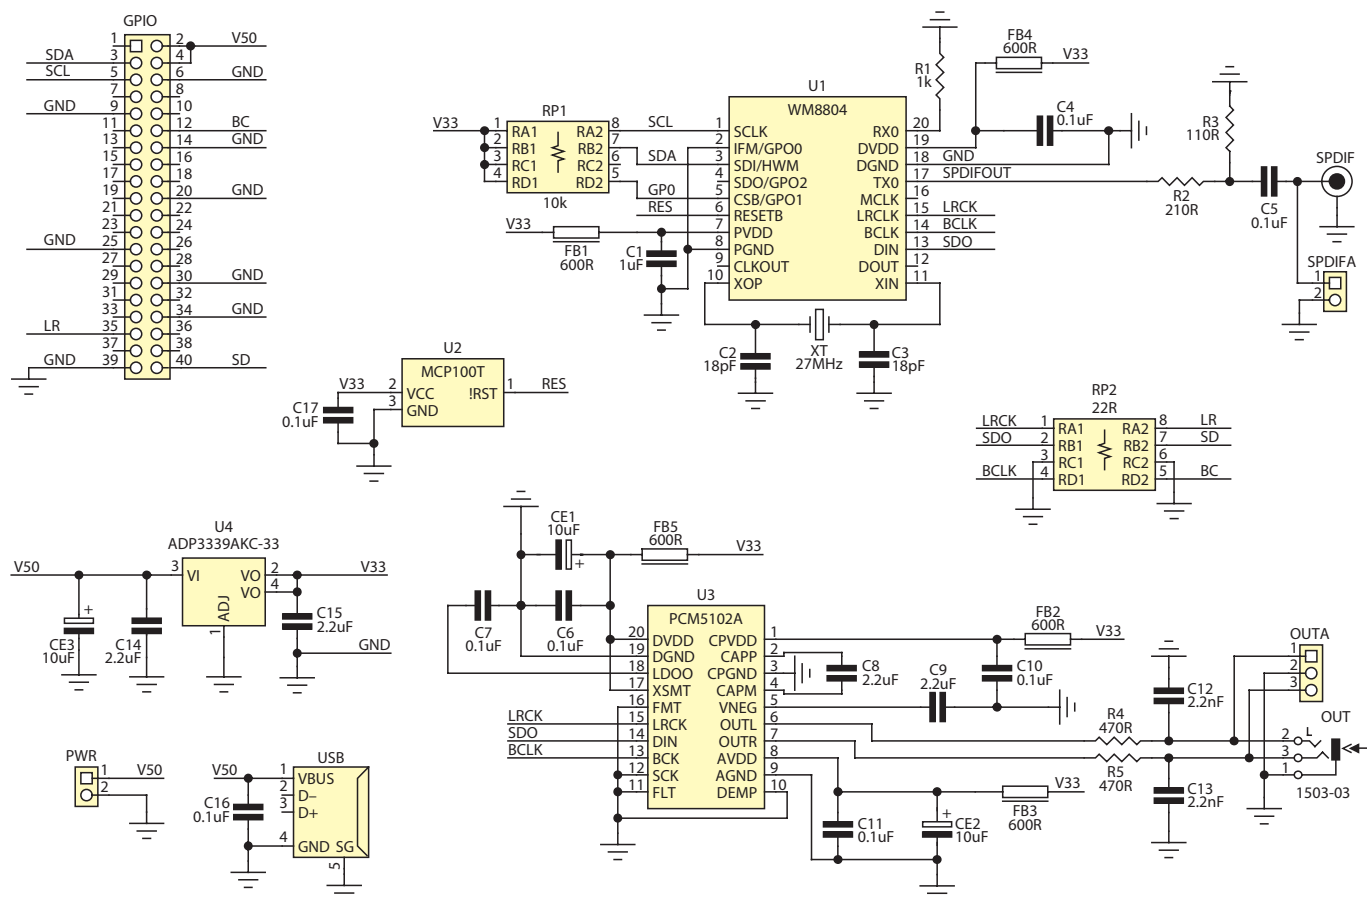 GPIO
1 2 V50
SDA 3 4
SCL 5 6 GND
7 8
GND 9 10
11 12 BC
13 14 GND
15 16
17 18
19 20 GND
21 22
23 24
GND 25 26
27 28
29 30 GND
31 32
33 34 GND
LR 35 36
37 38
GND 39 40 SD
RP1
V33 1 RA1 RA2 8 SCL
2 RB1 RB2 7 SDA
3 RC1 RC2 6
4 RD1 RD2 5 GP0
10k
RES
V33
FB1
600R
C1
1uF
U1
WM8804
1 SCLK RX0 20
2 IFM/GPO0 DVDD 19
3 SDI/HWM DGND 18 GND
4 SDO/GPO2 TX0 17 SPDIFOUT
5 CSB/GPO1 MCLK 16
6 RESETB LRCLK 15 LRCK
7 PVDD BCLK 14 BCLK
8 PGND DIN 13 SDO
9 CLKOUT DOUT 12
10 XOP XIN 11
R1
1k
FB4
600R
V33
C4
0.1uF
R3
110R
R2
210R
C5
0.1uF
SPDIF
SPDIFA
1
2
C2
18pF
XT
27MHz
C3
18pF
U2
MCP100T
V33 2 VCC !RST 1 RES
3 GND
C17
0.1uF
RP2
22R
LRCK 1 RA1 RA2 8 LR
SDO 2 RB1 RB2 7 SD
3 RC1 RC2 6
BCLK 4 RD1 RD2 5 BC
U4
ADP3339AKC-33
V50 3 VI VO 2 V33
VO 4
ADJ
1
+
CE3
10uF
C14
2.2uF
C15
2.2uF
GND
PWR
1 V50
2
USB
V50 1 VBUS
2 D−
3 D+
4 GND SG
5
C16
0.1uF
CE1
10uF
+
FB5
600R
V33
C7
0.1uF
C6
0.1uF
U3
PCM5102A
20 DVDD CPVDD 1
19 DGND CAPP 2
18 LDOO CPGND 3
17 XSMT CAPM 4
16 FMT VNEG 5
LRCK 15 LRCK OUTL 6
SDO 14 DIN OUTR 7
BCLK 13 BCK AVDD 8
12 SCK AGND 9
11 FLT DEMP 10
C8
2.2uF
C9
2.2uF
C10
0.1uF
FB2
600R
V33
C11
0.1uF
+
CE2
10uF
FB3
600R
V33
R4
470R
R5
470R
C12
2.2nF
C13
2.2nF
OUTA
1
2
3
OUT
2 L
3
1
1503-03